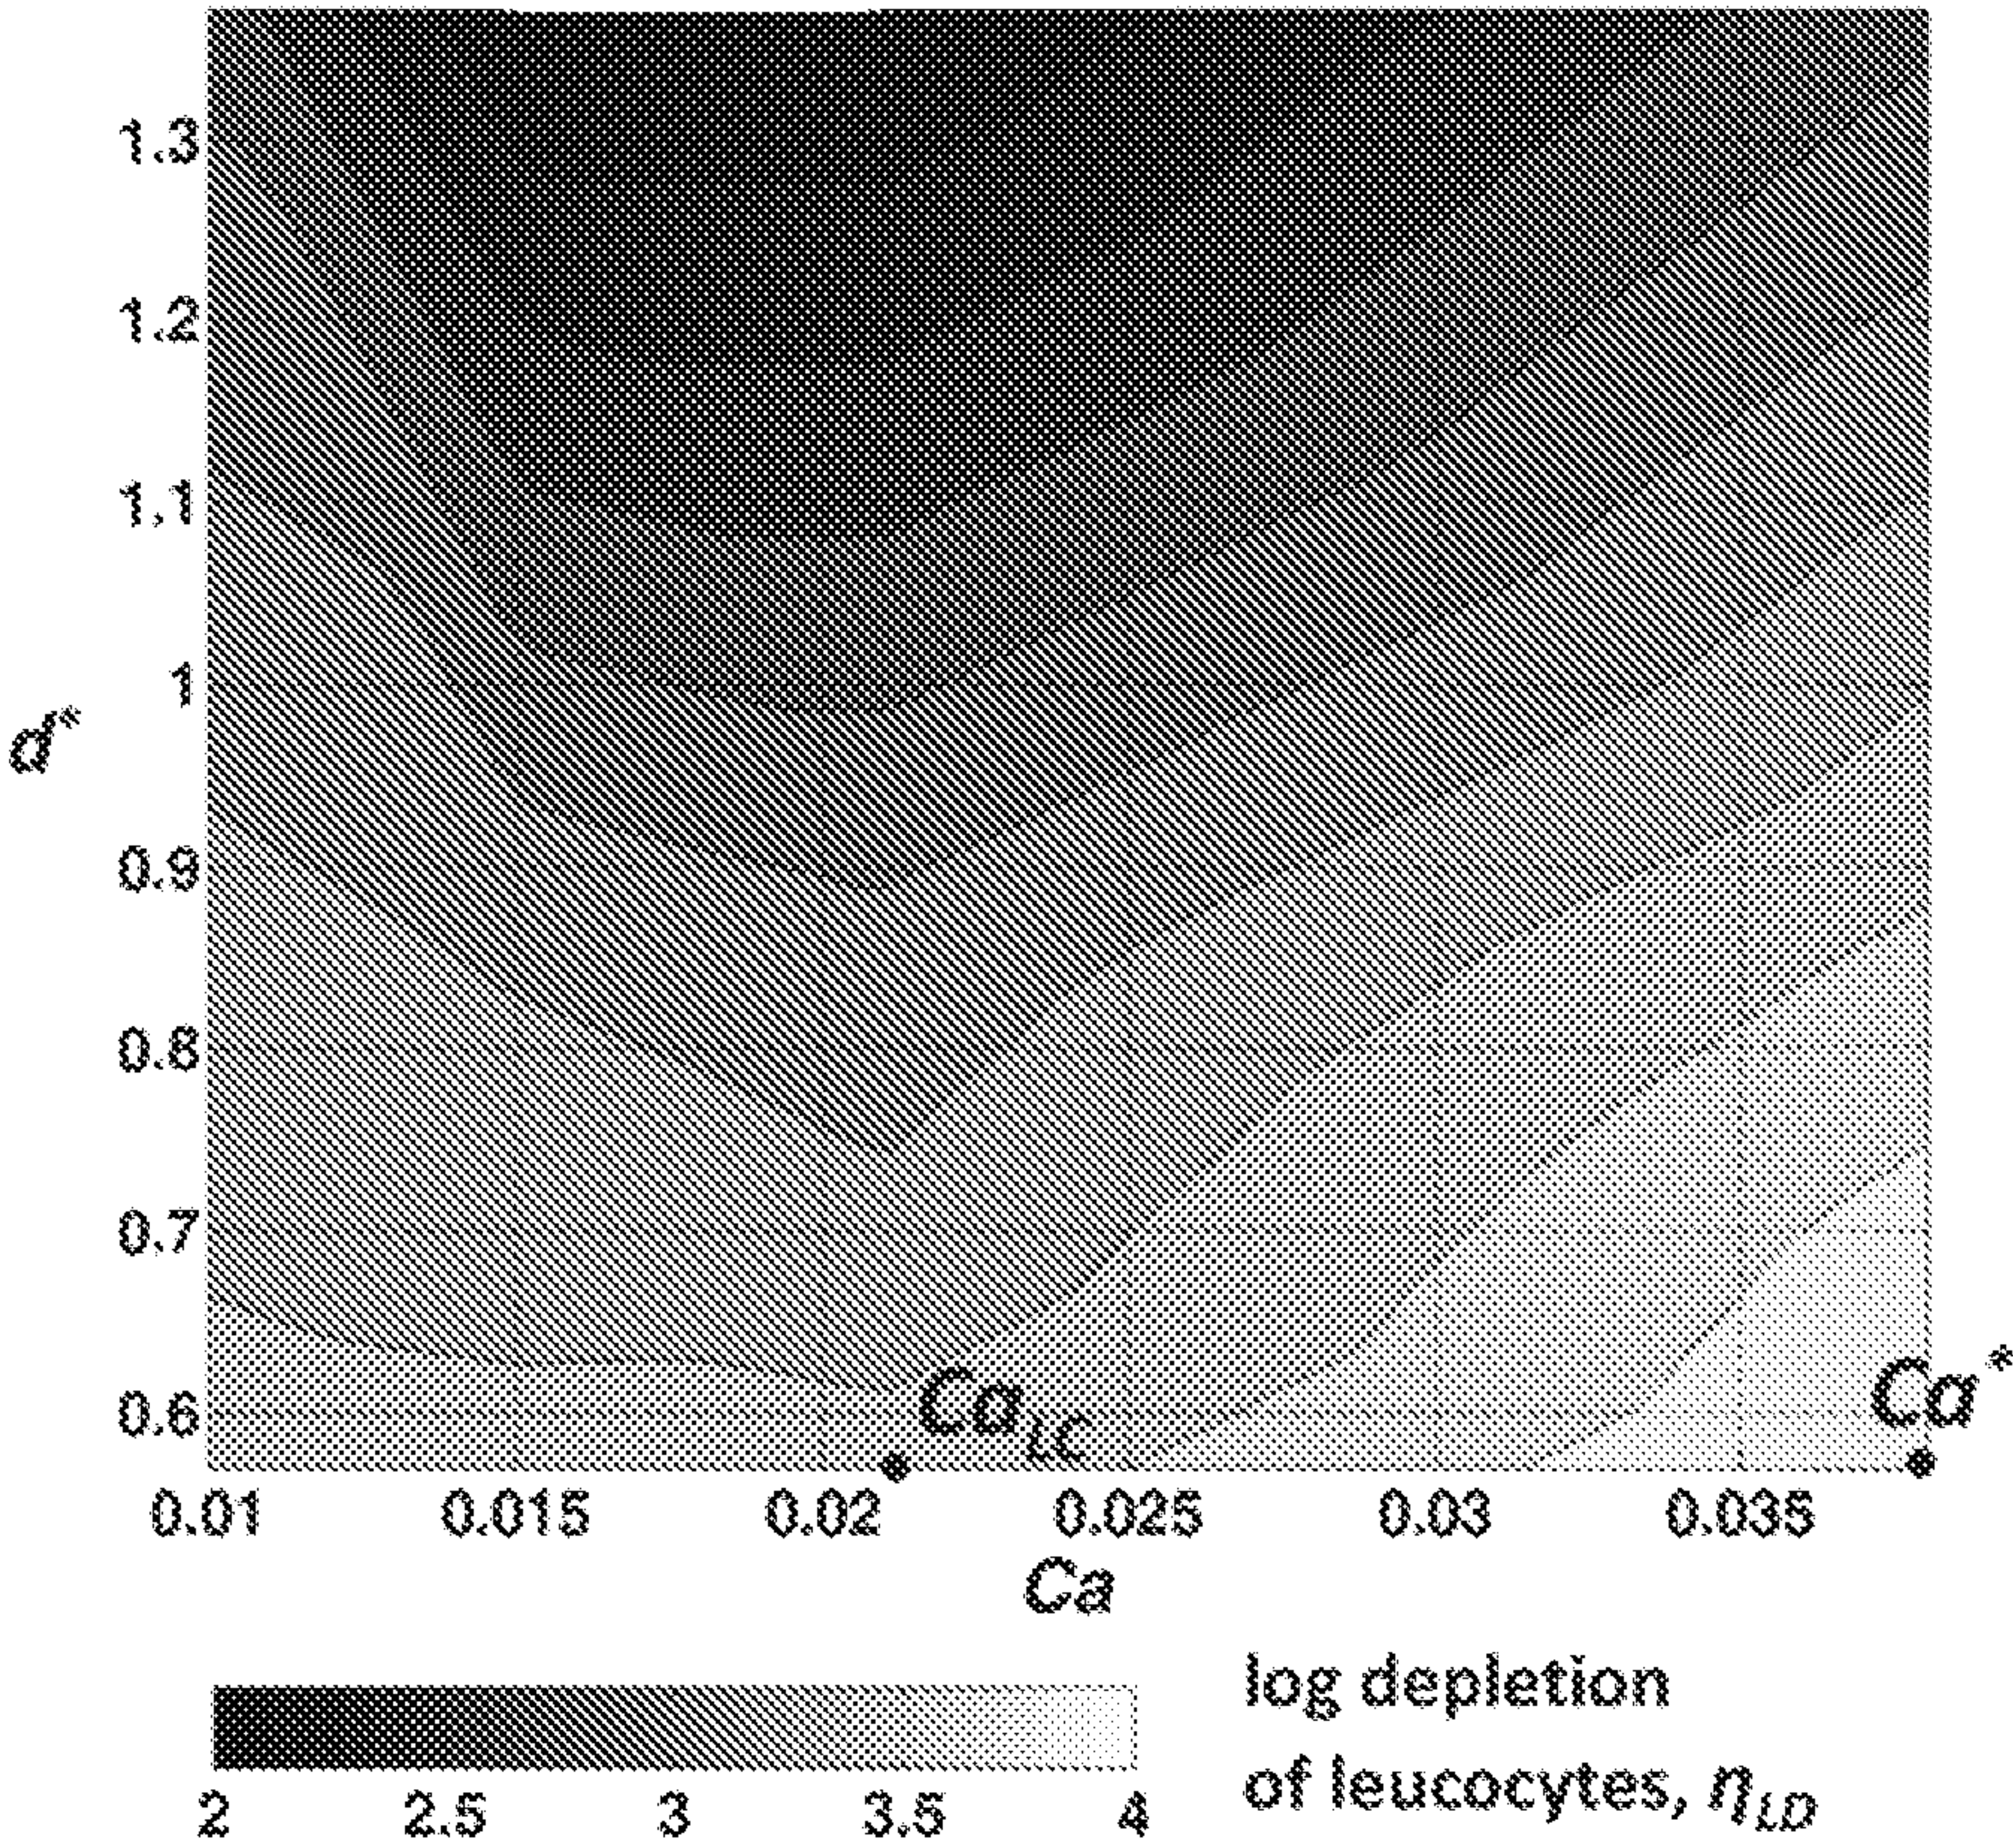 1.3
1.2
1.1
1
0.9
0.8
0.7
0.6
d*
Ca_LC
Ca*
0.01 0.015 0.02 0.025 0.03 0.035
Ca
2 2.5 3 3.5 4
log depletion
of leucocytes, η_LD